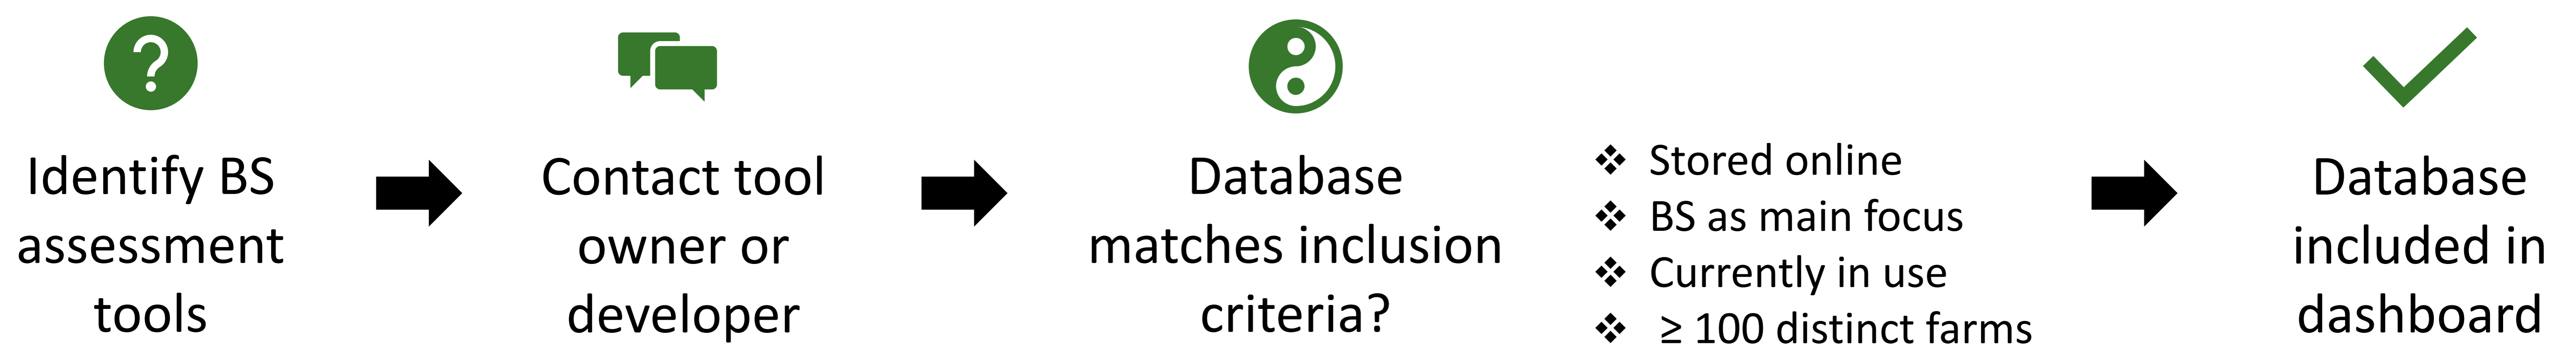 Identify BS
assessment
tools
Contact tool
owner or
developer
Database
matches inclusion
criteria?
❖ Stored online
❖ BS as main focus
❖ Currently in use
❖ ≥ 100 distinct farms
Database
included in
dashboard